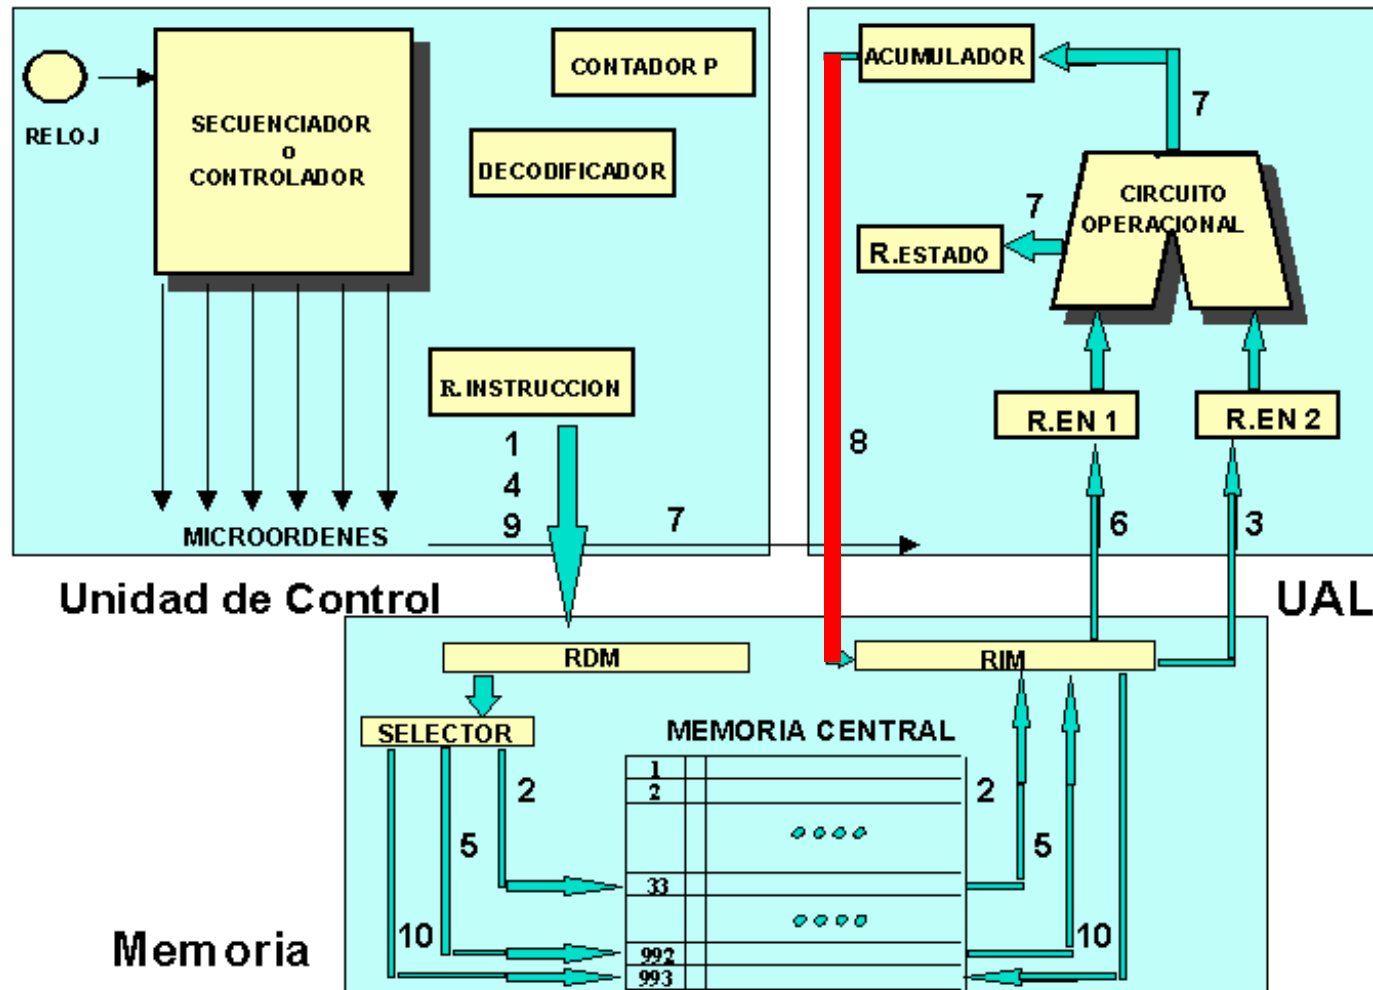 RELOJ
SECUENCIADOR
o
CONTROLADOR
CONTADOR P
DECODIFICADOR
R.INSTRUCCION
1
4
9
7
MICROORDENES
Unidad de Control
ACUMULADOR
7
CIRCUITO
OPERACIONAL
7
R.ESTADO
R.EN 1
R.EN 2
8
6
3
UAL
RDM
RIM
SELECTOR
MEMORIA CENTRAL
1
2
33
992
993
2
5
10
2
5
10
Memoria